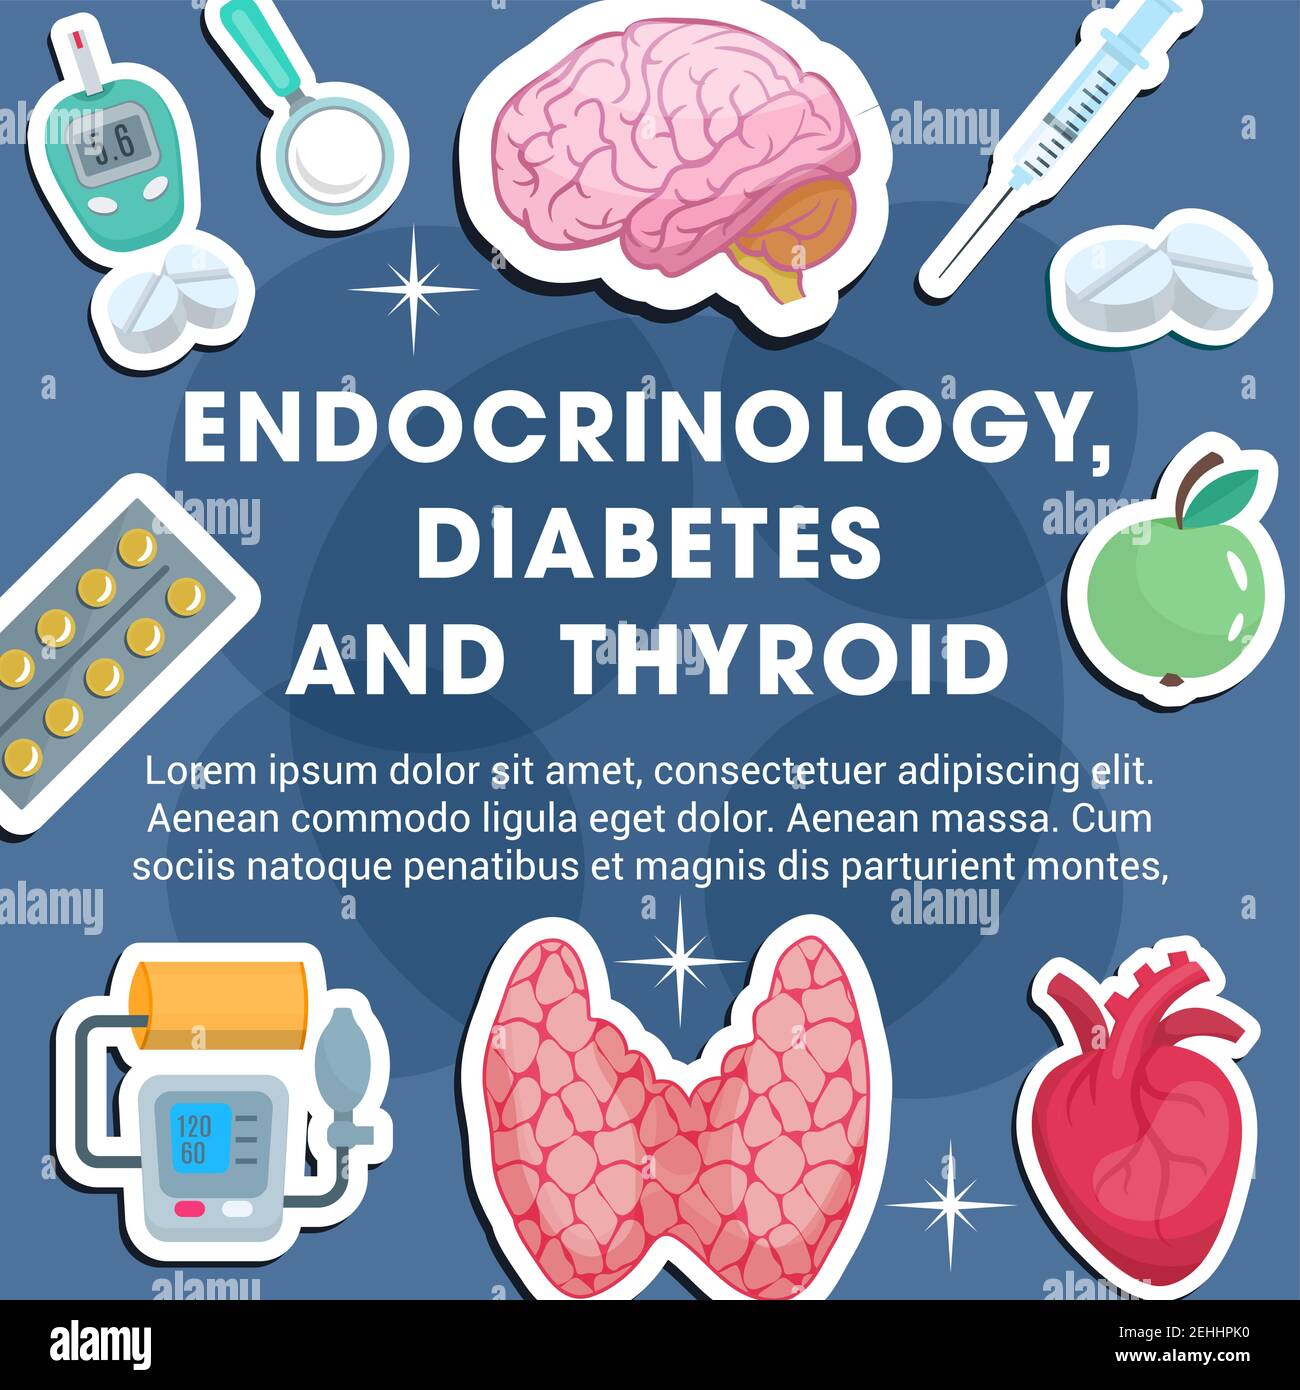 5.6
ENDOCRINOLOGY,
DIABETES
AND THYROID
Lorem ipsum dolor sit amet, consectetuer adipiscing elit.
Aenean commodo ligula eget dolor. Aenean massa. Cum
sociis natoque penatibus et magnis dis parturient montes,
120
60
alamy
Image ID: 2EHHPK0
www.alamy.com